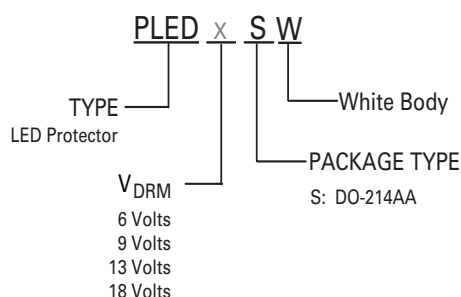 PLED x S W
TYPE
LED Protector
White Body
PACKAGE TYPE
S: DO-214AA
VDRM
6 Volts
9 Volts
13 Volts
18 Volts